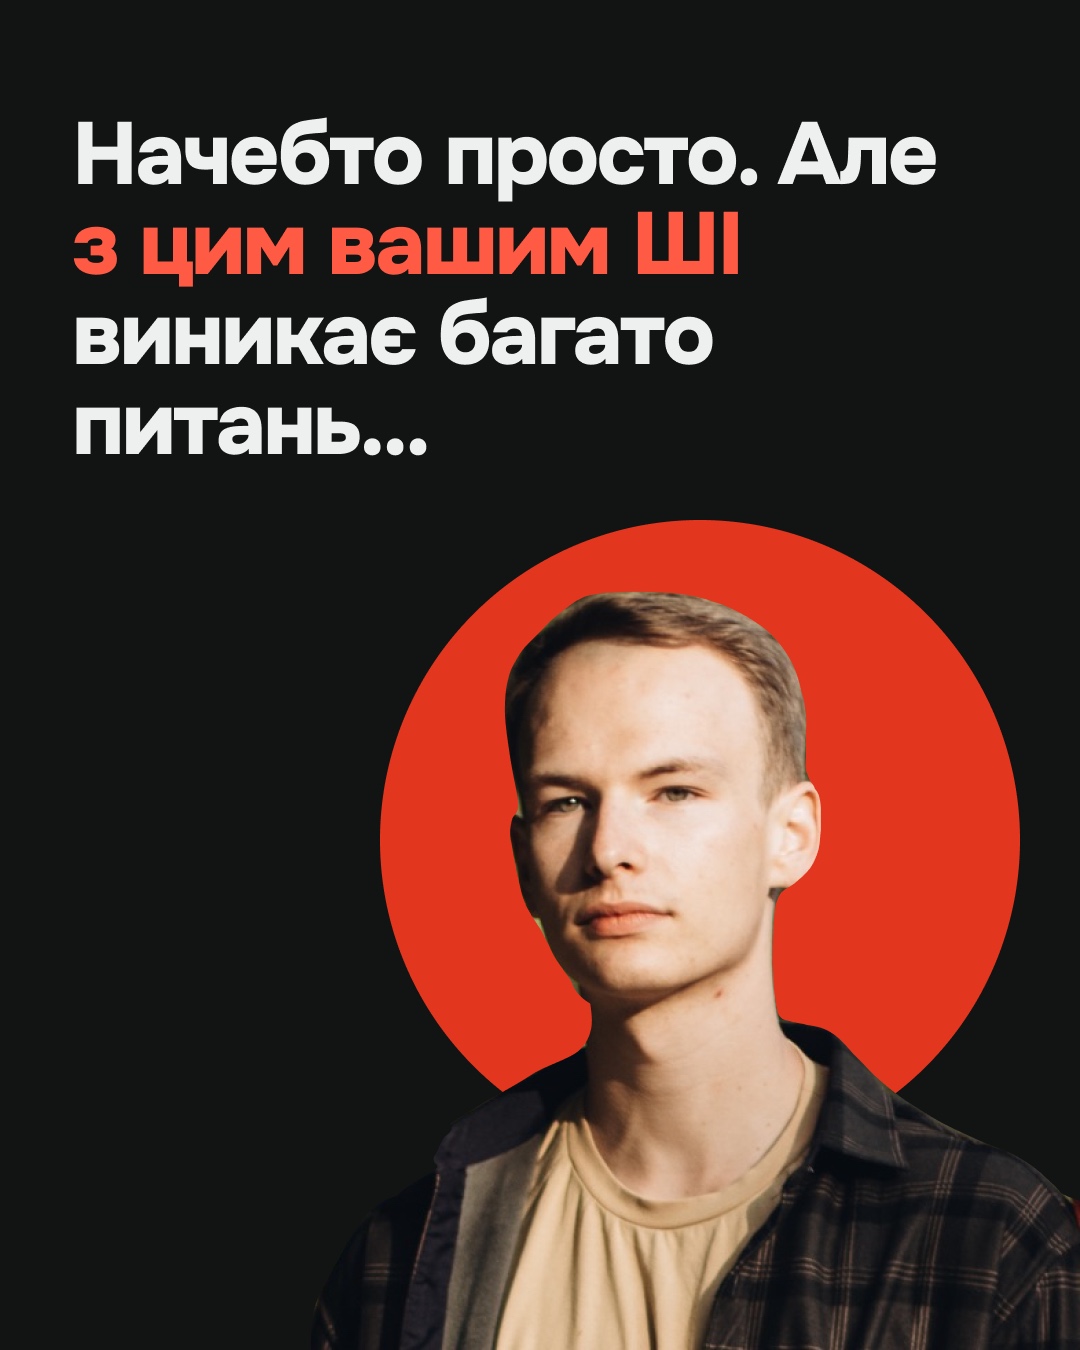 Начебто просто. Але
з цим вашим ШІ
виникає багато
питань...